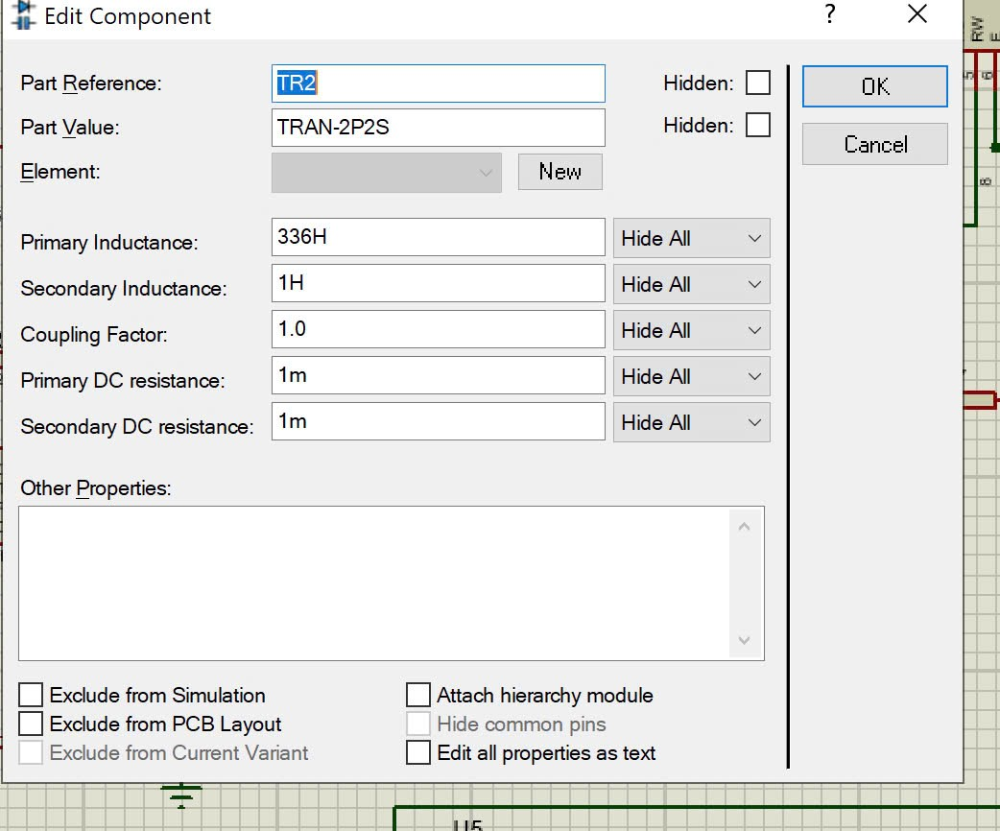 Edit Component ? X
RW
E
Part Reference: TR2 Hidden: OK
5
6
Part Value: TRAN-2P2S Hidden: Cancel
Element: New
8
Primary Inductance: 336H Hide All
Secondary Inductance: 1H Hide All
Coupling Factor: 1.0 Hide All
Primary DC resistance: 1m Hide All
Secondary DC resistance: 1m Hide All
Other Properties:
Exclude from Simulation Attach hierarchy module
Exclude from PCB Layout Hide common pins
Exclude from Current Variant Edit all properties as text
U5